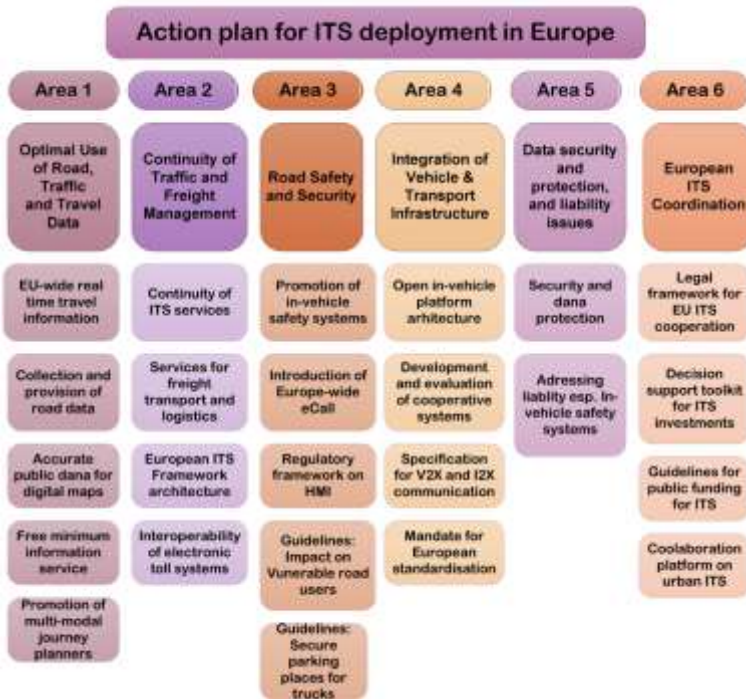 Action plan for ITS deployment in Europe
Area 1
Optimal Use
of Road,
Traffic
and Travel
Data
EU-wide real
time travel
information
Collection and
provision of
road data
Accurate
public dana for
digital maps
Free minimum
information
service
Promotion of
multi-modal
journey
planners
Area 2
Continuity of
Traffic and
Freight
Management
Continuity of
ITS services
Services for
freight
transport and
logistics
European ITS
Framework
architecture
Interoperability
of electronic
toll systems
Area 3
Road Safety
and Security
Promotion of
in-vehicle
safety systems
Introduction of
Europe-wide
eCall
Regulatory
framework on
HMI
Guidelines:
Impact on
Vunerable road
users
Guidelines:
Secure
parking
places for
trucks
Area 4
Integration of
Vehicle &
Transport
Infrastructure
Open in-vehicle
platform
arhitecture
Development
and evaluation
of cooperative
systems
Specification
for V2X and I2X
communication
Mandate for
European
standardisation
Area 5
Data security
and
protection,
and liability
issues
Security and
dana
protection
Adressing
liablity esp. In-
vehicle safety
systems
Area 6
European
ITS
Coordination
Legal
framework for
EU ITS
cooperation
Decision
support toolkit
for ITS
investments
Guidelines for
public funding
for ITS
Coolaboration
platform on
urban ITS